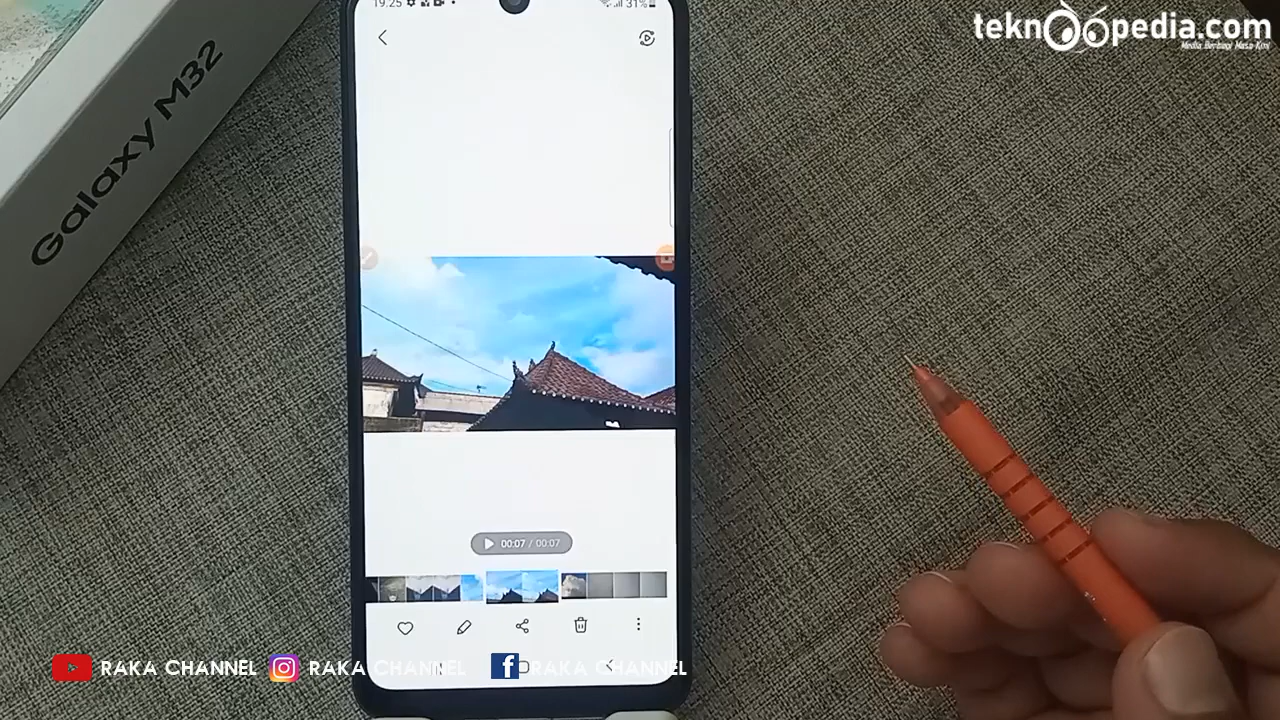 teknoopedia.com
Media Berbagi Masa Kini
19.25
31%
Galaxy M32
00:07 / 00:07
RAKA CHANNEL
RAKA CHANNEL
RAKA CHANNEL